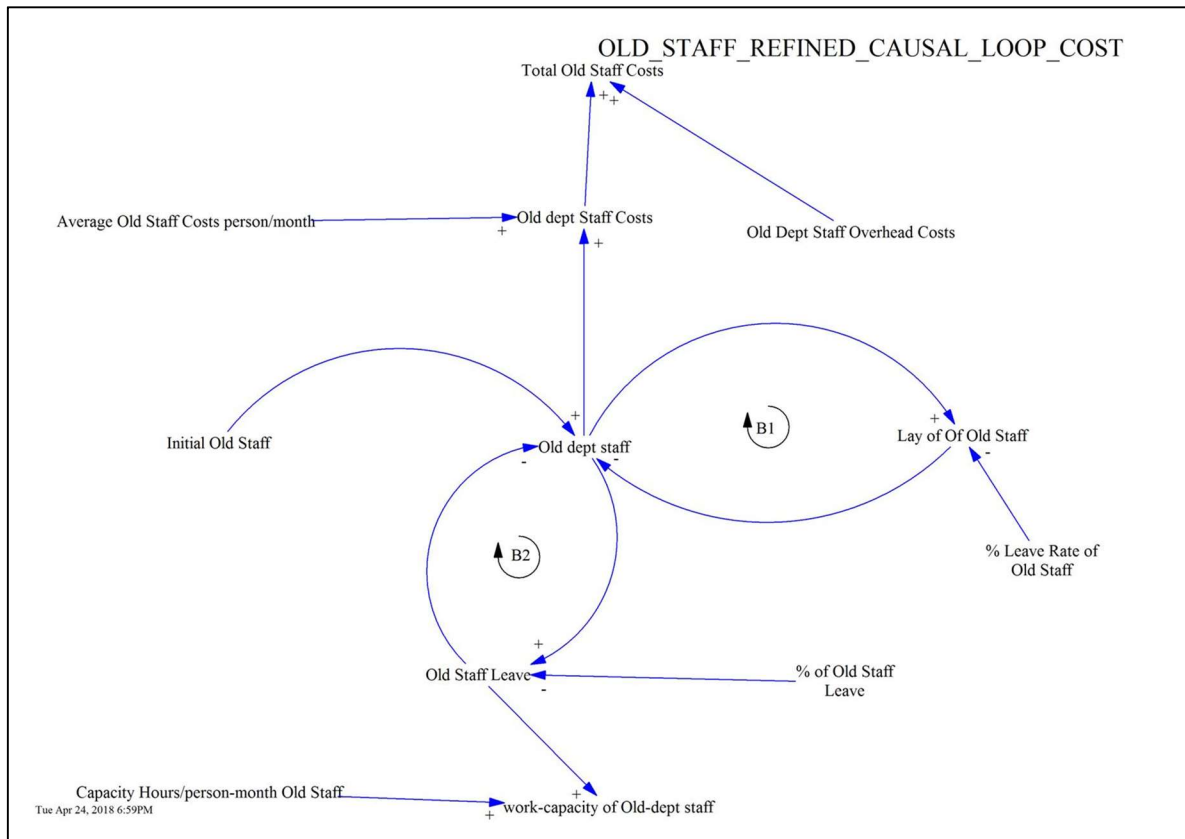 OLD_STAFF_REFINED_CAUSAL_LOOP_COST
Total Old Staff Costs
+
+
Average Old Staff Costs person/month
+
Old dept Staff Costs
+
Old Dept Staff Overhead Costs
Initial Old Staff
+
Old dept staff
-
-
B1
+
Lay of Of Old Staff
-
% Leave Rate of
Old Staff
B2
+
Old Staff Leave
-
% of Old Staff
Leave
Capacity Hours/person-month Old Staff
+
+
work-capacity of Old-dept staff
Tue Apr 24, 2018 6:59PM